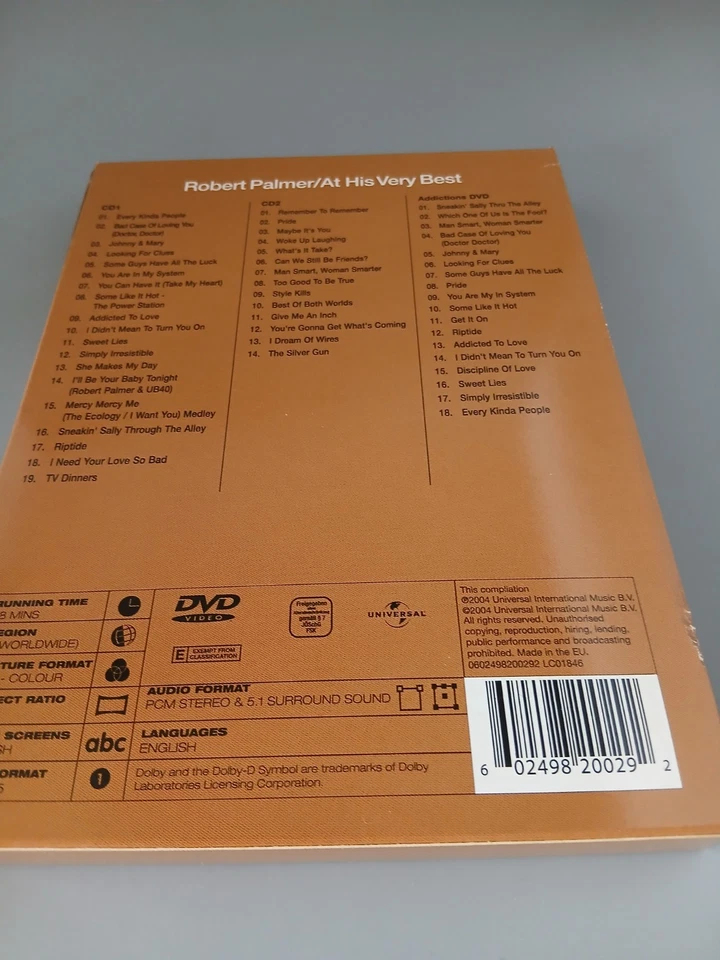 Robert Palmer/At His Very Best
CD1
01. Every Kinda People
02. Bad Case Of Loving You
(Doctor, Doctor)
03. Johnny & Mary
04. Looking For Clues
05. Some Guys Have All The Luck
06. You Are In My System
07. You Can Have It (Take My Heart)
08. Some Like It Hot -
The Power Station
09. Addicted To Love
10. I Didn't Mean To Turn You On
11. Sweet Lies
12. Simply Irresistible
13. She Makes My Day
14. I'll Be Your Baby Tonight
(Robert Palmer & UB40)
15. Mercy Mercy Me
(The Ecology / I Want You) Medley
16. Sneakin' Sally Through The Alley
17. Riptide
18. I Need Your Love So Bad
19. TV Dinners
CD2
01. Remember To Remember
02. Pride
03. Maybe It's You
04. Woke Up Laughing
05. What's It Take?
06. Can We Still Be Friends?
07. Man Smart, Woman Smarter
08. Too Good To Be True
09. Style Kills
10. Best Of Both Worlds
11. Give Me An Inch
12. You're Gonna Get What's Coming
13. I Dream Of Wires
14. The Silver Gun
Addictions DVD
01. Sneakin' Sally Thru The Alley
02. Which One Of Us Is The Fool?
03. Man Smart, Woman Smarter
04. Bad Case Of Loving You
(Doctor Doctor)
05. Johnny & Mary
06. Looking For Clues
07. Some Guys Have All The Luck
08. Pride
09. You Are My In System
10. Some Like It Hot
11. Get It On
12. Riptide
13. Addicted To Love
14. I Didn't Mean To Turn You On
15. Discipline Of Love
16. Sweet Lies
17. Simply Irresistible
18. Every Kinda People
RUNNING TIME
8 MINS
EGION
WORLDWIDE)
TURE FORMAT
- COLOUR
ECT RATIO
SCREENS
SH
ORMAT
S
abc
1
DVD
VIDEO
Freigegeben
ohne
Altersbeschränkung
gemäß § 7
JÖSchG
FSK
UNIVERSAL
E EXEMPT FROM
CLASSIFICATION
AUDIO FORMAT
PCM STEREO & 5.1 SURROUND SOUND
LANGUAGES
ENGLISH
Dolby and the Dolby-D Symbol are trademarks of Dolby
Laboratories Licensing Corporation.
This compliation
℗2004 Universal International Music B.V.
©2004 Universal International Music B.V.
All rights reserved. Unauthorised
copying, reproduction, hiring, lending,
public performance and broadcasting
prohibited. Made in the EU.
0602498200292 LC01846
6 02498 20029 2